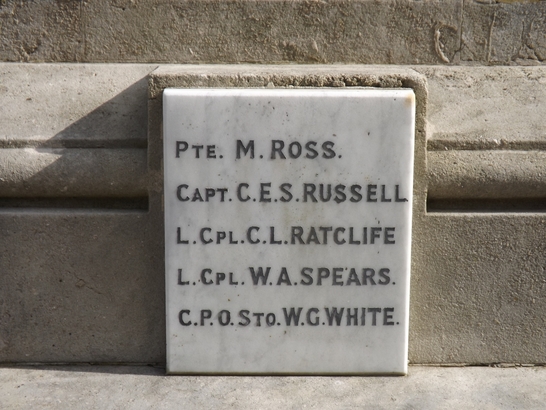 PTE. M. ROSS.
CAPT. C.E.S. RUSSELL
L. CPL. C.L. RATCLIFE
L. CPL. W.A. SPEARS.
C.P.O. STO. W.G. WHITE.